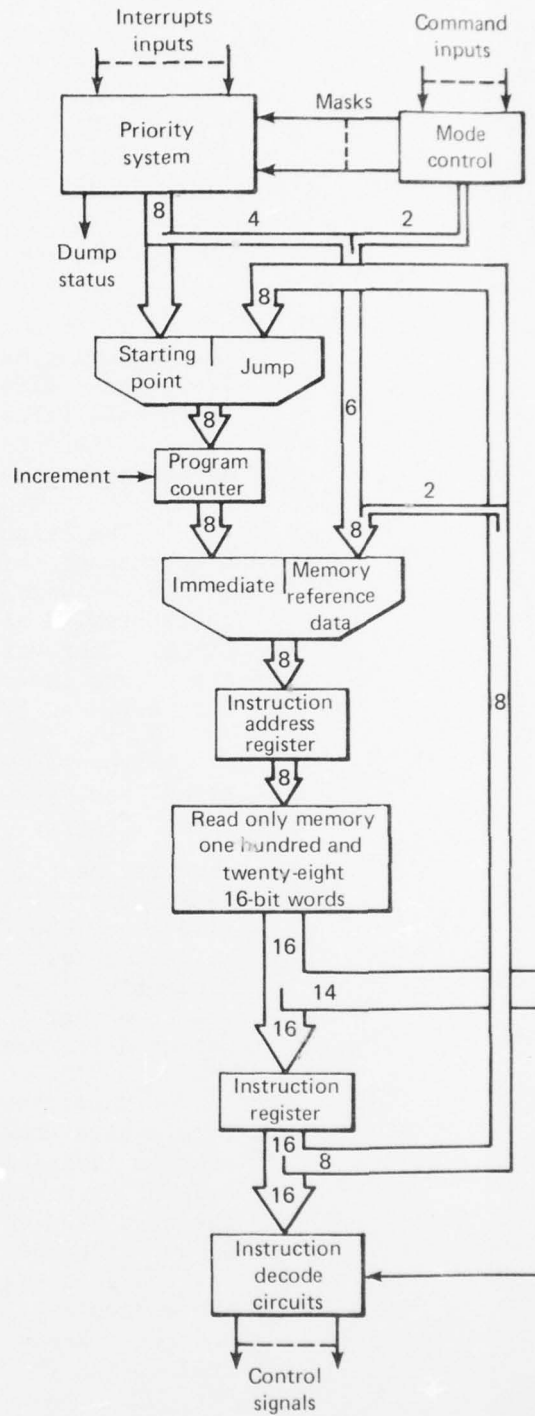 Interrupts
inputs
Command
inputs
Priority
system
Masks
Mode
control
8
4
2
Dump
status
8
Starting
point
Jump
6
8
Increment
Program
counter
2
8
8
Immediate
Memory
reference
data
8
8
Instruction
address
register
8
Read only memory
one hundred and
twenty-eight
16-bit words
16
14
16
Instruction
register
16
8
16
Instruction
decode
circuits
Control
signals